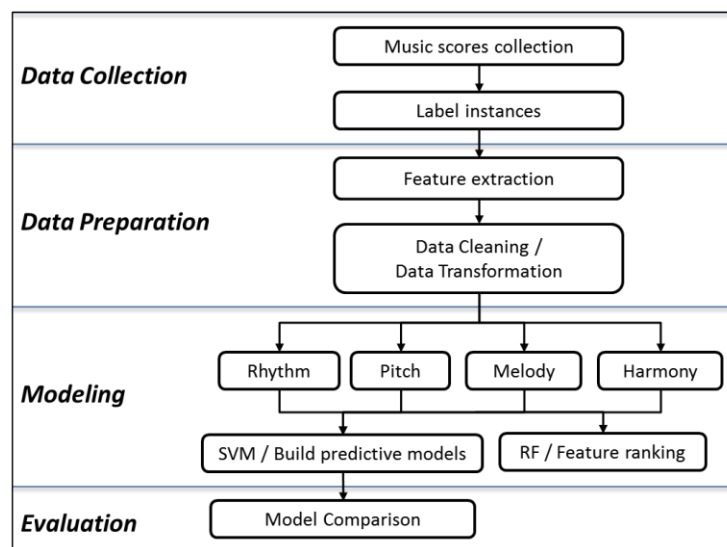 Data Collection
Music scores collection
Label instances
Data Preparation
Feature extraction
Data Cleaning /
Data Transformation
Modeling
Rhythm
Pitch
Melody
Harmony
SVM / Build predictive models
RF / Feature ranking
Evaluation
Model Comparison